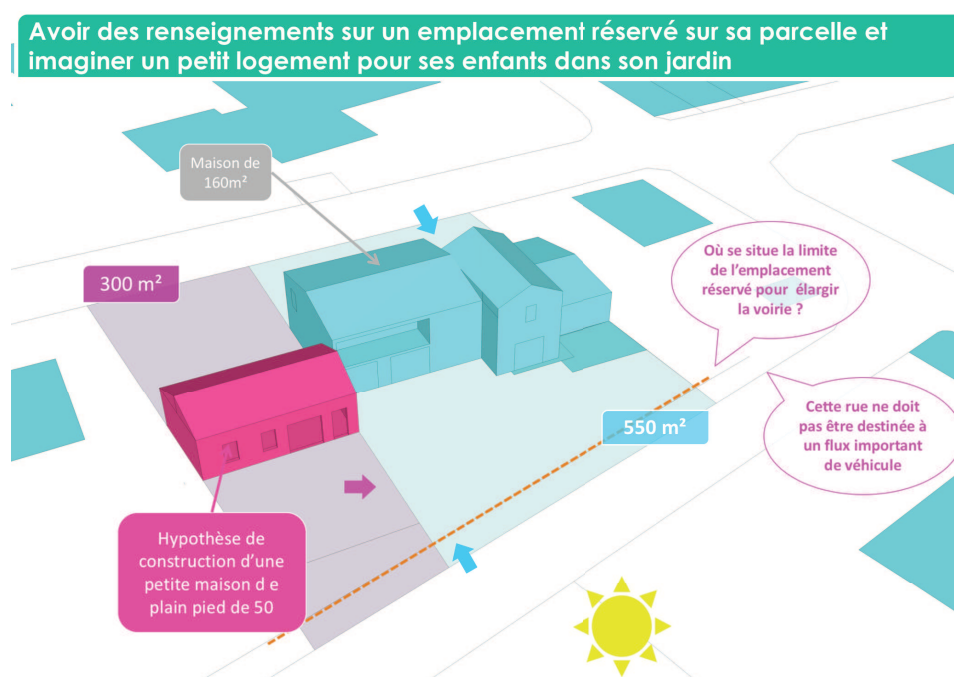 Avoir des renseignements sur un emplacement réservé sur sa parcelle et
imaginer un petit logement pour ses enfants dans son jardin
Maison de
160m²
300 m²
Où se situe la limite
de l'emplacement
réservé pour élargir
la voirie ?
550 m²
Cette rue ne doit
pas être destinée à
un flux important
de véhicule
Hypothèse de
construction d'une
petite maison d e
plain pied de 50